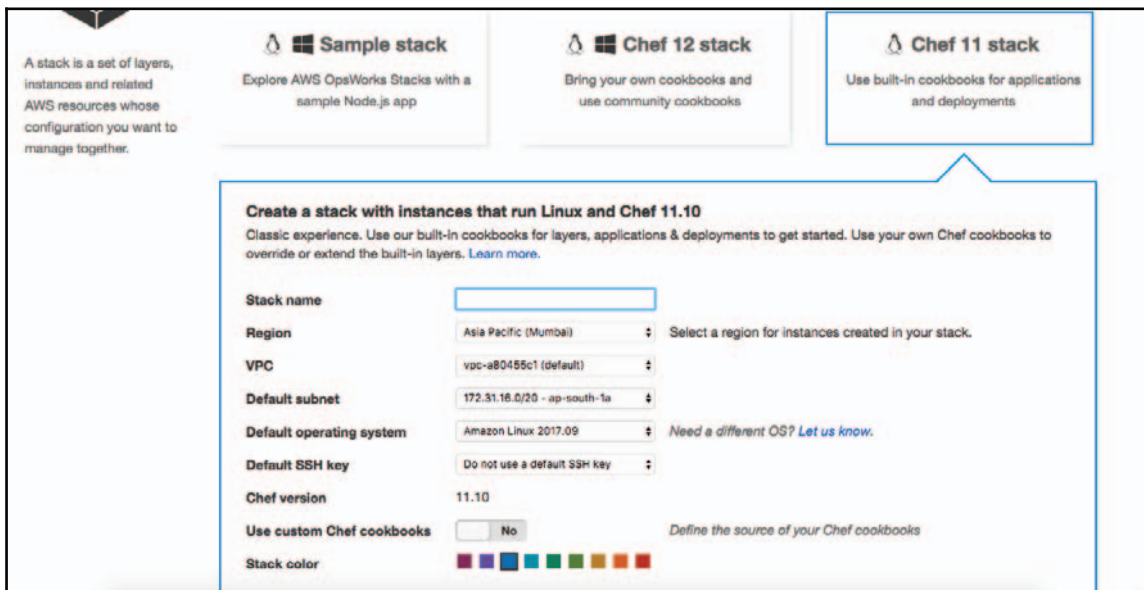 A stack is a set of layers,
instances and related
AWS resources whose
configuration you want to
manage together.
Sample stack
Explore AWS OpsWorks Stacks with a
sample Node.js app
Chef 12 stack
Bring your own cookbooks and
use community cookbooks
Chef 11 stack
Use built-in cookbooks for applications
and deployments
Create a stack with instances that run Linux and Chef 11.10
Classic experience. Use our built-in cookbooks for layers, applications & deployments to get started. Use your own Chef cookbooks to
override or extend the built-in layers. Learn more.
Stack name
Region Asia Pacific (Mumbai) Select a region for instances created in your stack.
VPC vpc-a80455c1 (default)
Default subnet 172.31.16.0/20 - ap-south-1a
Default operating system Amazon Linux 2017.09 Need a different OS? Let us know.
Default SSH key Do not use a default SSH key
Chef version 11.10
Use custom Chef cookbooks No Define the source of your Chef cookbooks
Stack color